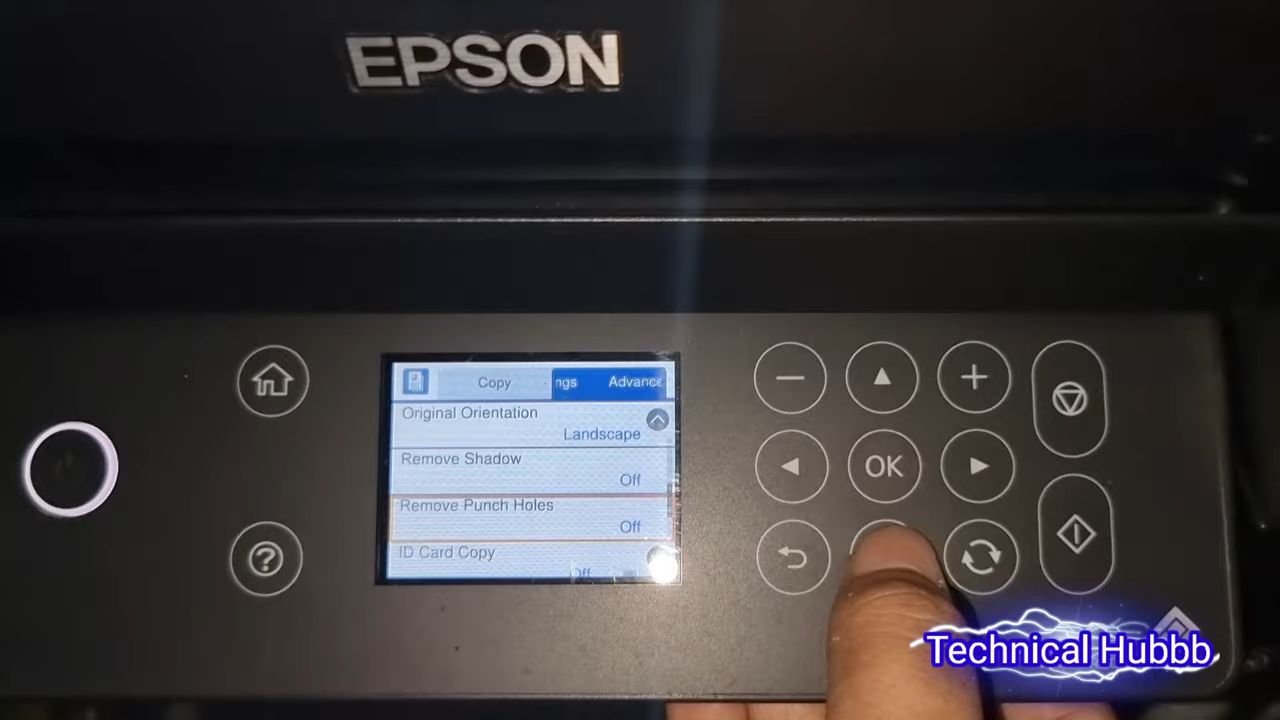 EPSON
Copy
ngs
Advance
Original Orientation
Landscape
Remove Shadow
Off
Remove Punch Holes
Off
ID Card Copy
Off
OK
?
Technical Hubbb